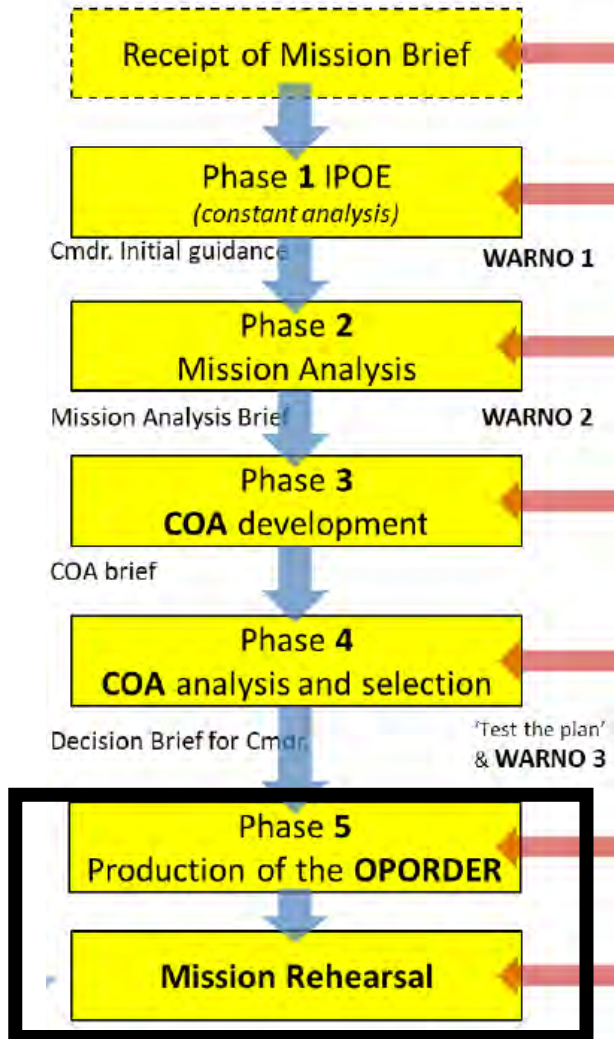 Receipt of Mission Brief
Phase 1 IPOE
(constant analysis)
Cmdr. Initial guidance
WARNO 1
Phase 2
Mission Analysis
Mission Analysis Brief
WARNO 2
Phase 3
COA development
COA brief
Phase 4
COA analysis and selection
Decision Brief for Cmdr.
'Test the plan'
& WARNO 3
Phase 5
Production of the OPORDER
Mission Rehearsal